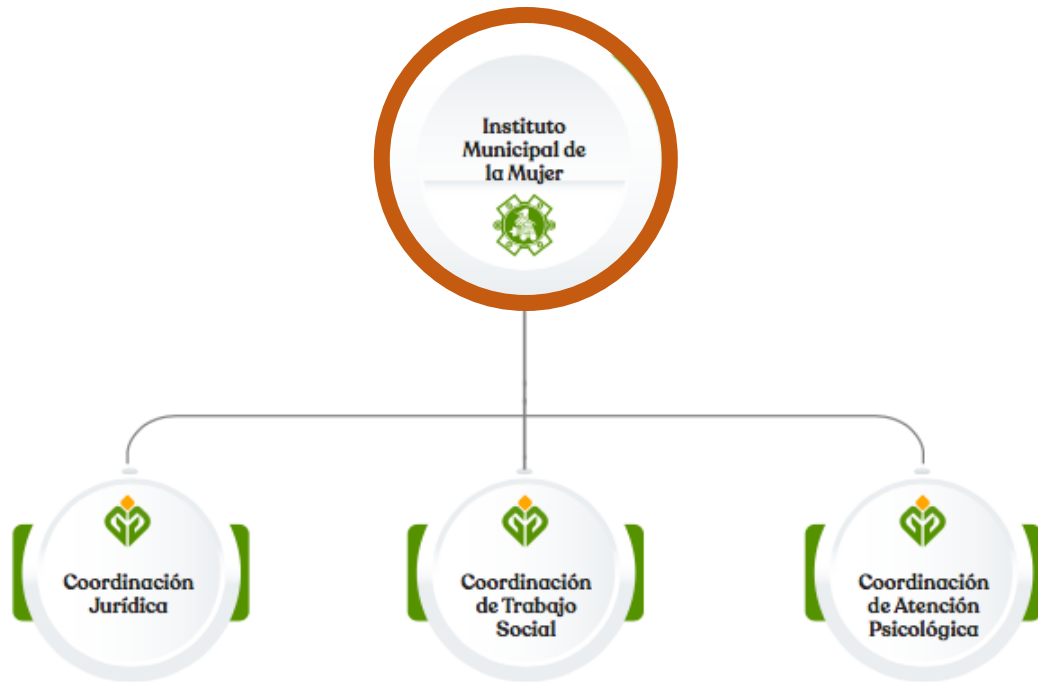 Instituto
Municipal de
la Mujer
Coordinación
Jurídica
Coordinación
de Trabajo
Social
Coordinación
de Atención
Psicológica